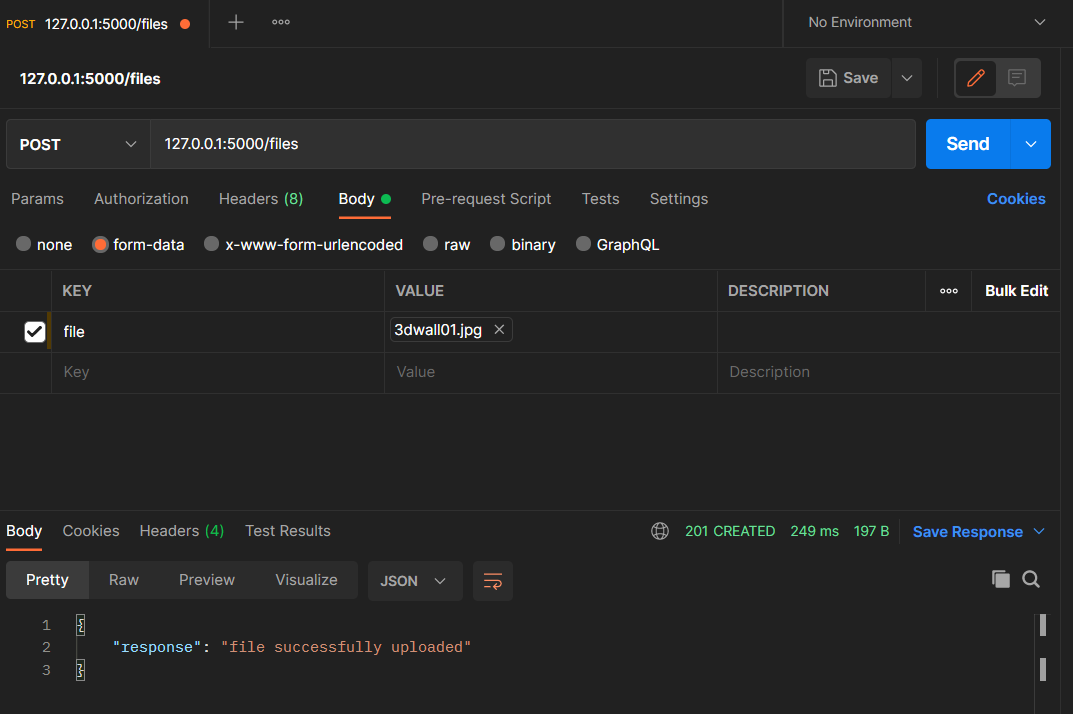 POST 127.0.0.1:5000/files
No Environment
127.0.0.1:5000/files
Save
POST 127.0.0.1:5000/files Send
Params Authorization Headers (8) Body Pre-request Script Tests Settings Cookies
none form-data x-www-form-urlencoded raw binary GraphQL
KEY VALUE DESCRIPTION Bulk Edit
file 3dwall01.jpg
Key Value Description
Body Cookies Headers (4) Test Results 201 CREATED 249 ms 197 B Save Response
Pretty Raw Preview Visualize JSON
1 {
2 "response": "file successfully uploaded"
3 }